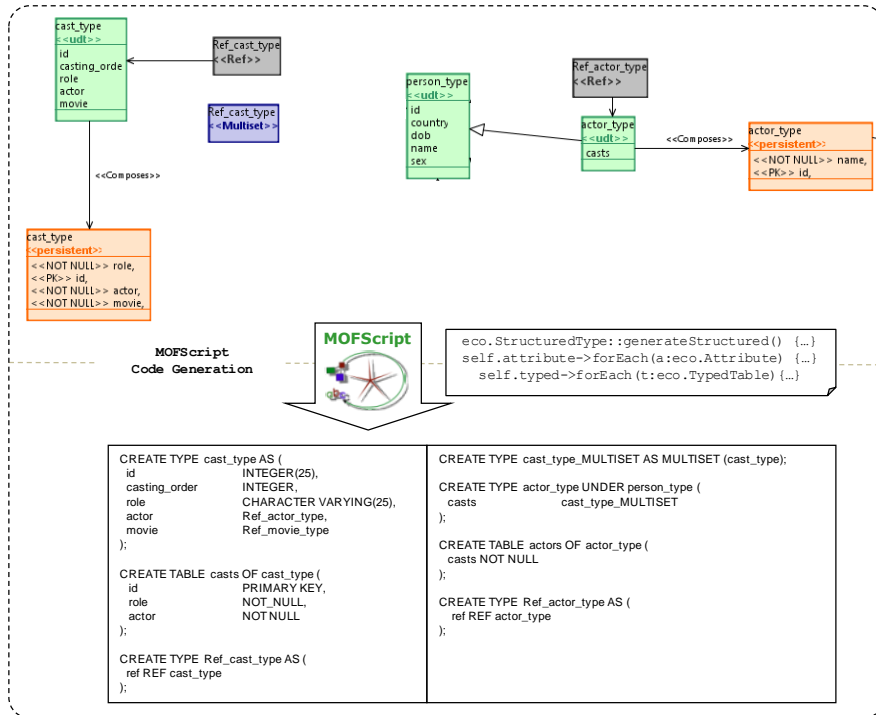 cast_type
<<udt>>
id
casting_orde
role
actor
movie
Ref_cast_type
<<Ref>>
Ref_cast_type
<<Multiset>>
<<Composes>>
cast_type
<<persistent>>
<<NOT NULL>> role,
<<PK>> id,
<<NOT NULL>> actor,
<<NOT NULL>> movie,
person_type
<<udt>>
id
country
dob
name
sex
Ref_actor_type
<<Ref>>
actor_type
<<udt>>
casts
<<Composes>>
actor_type
<<persistent>>
<<NOT NULL>> name,
<<PK>> id,
MOFScript
Code Generation
MOFScript
eco.StructuredType::generateStructured() {…}
self.attribute->forEach(a:eco.Attribute) {…}
self.typed->forEach(t:eco.TypedTable){…}
CREATE TYPE cast_type AS (
id INTEGER(25),
casting_order INTEGER,
role CHARACTER VARYING(25),
actor Ref_actor_type,
movie Ref_movie_type
);
CREATE TABLE casts OF cast_type (
id PRIMARY KEY,
role NOT_NULL,
actor NOT NULL
);
CREATE TYPE Ref_cast_type AS (
ref REF cast_type
);
CREATE TYPE cast_type_MULTISET AS MULTISET (cast_type);
CREATE TYPE actor_type UNDER person_type (
casts cast_type_MULTISET
);
CREATE TABLE actors OF actor_type (
casts NOT NULL
);
CREATE TYPE Ref_actor_type AS (
ref REF actor_type
);